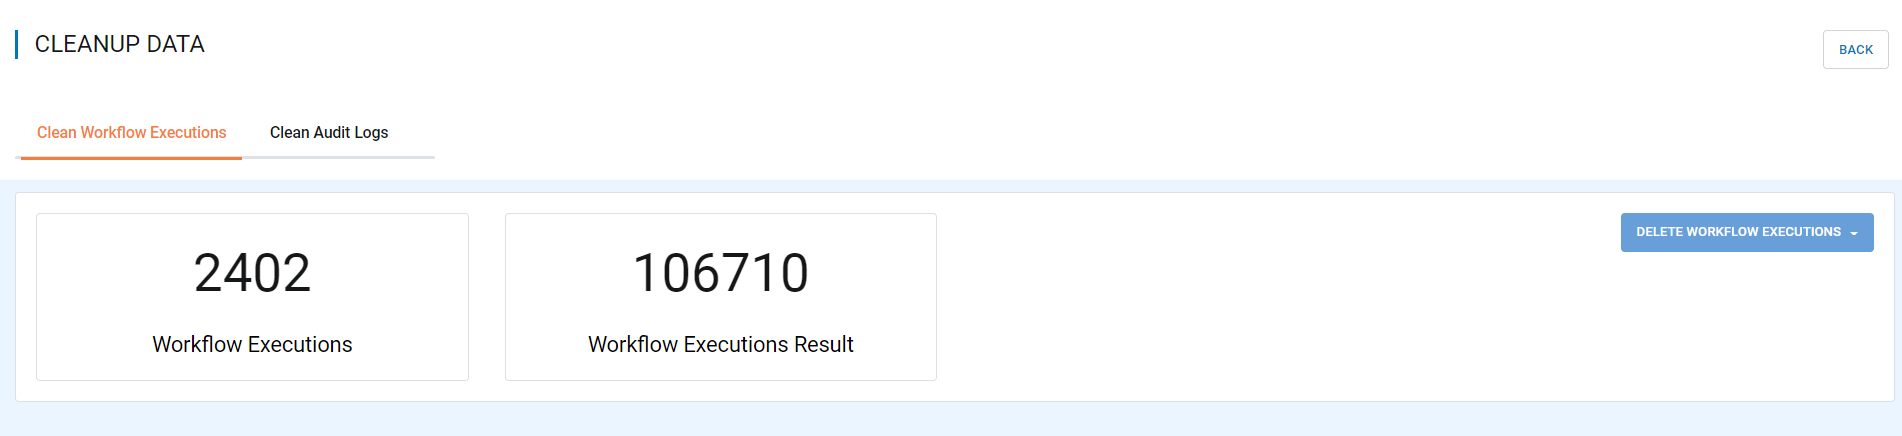 CLEANUP DATA
BACK
Clean Workflow Executions
Clean Audit Logs
2402
Workflow Executions
106710
Workflow Executions Result
DELETE WORKFLOW EXECUTIONS